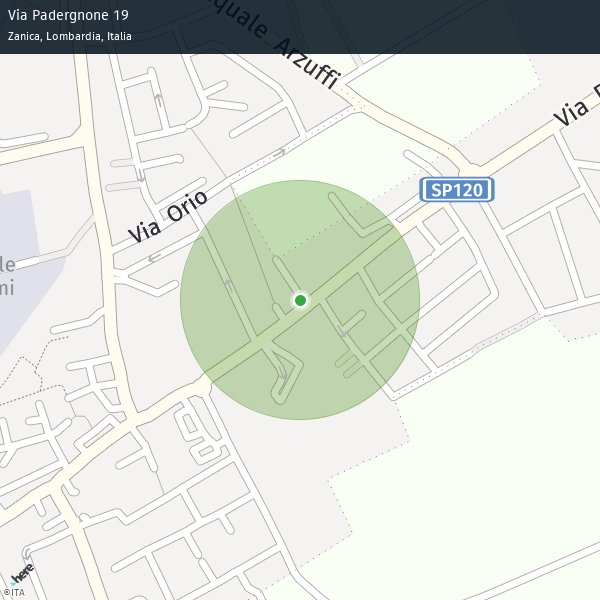 Via Padergnone 19
Zanica, Lombardia, Italia
squale Arzuffi
Via
SP120
Via Orio
le
mi
here
©ITA